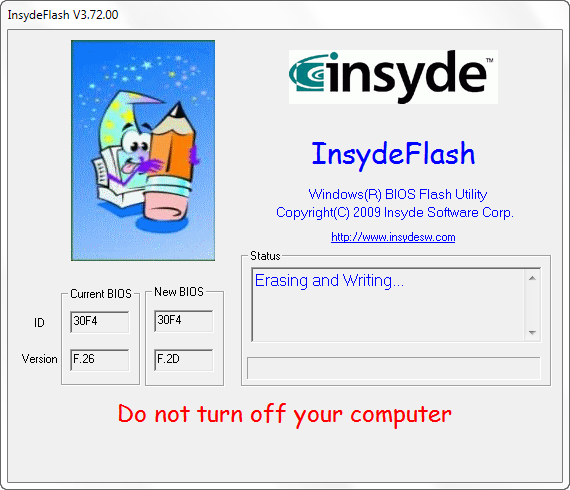 InsydeFlash V3.72.00
insyde™
InsydeFlash
Windows(R) BIOS Flash Utility
Copyright(C) 2009 Insyde Software Corp.
http://www.insydesw.com
Status
Erasing and Writing...
Current BIOS
New BIOS
ID
30F4
30F4
Version
F.26
F.2D
Do not turn off your computer